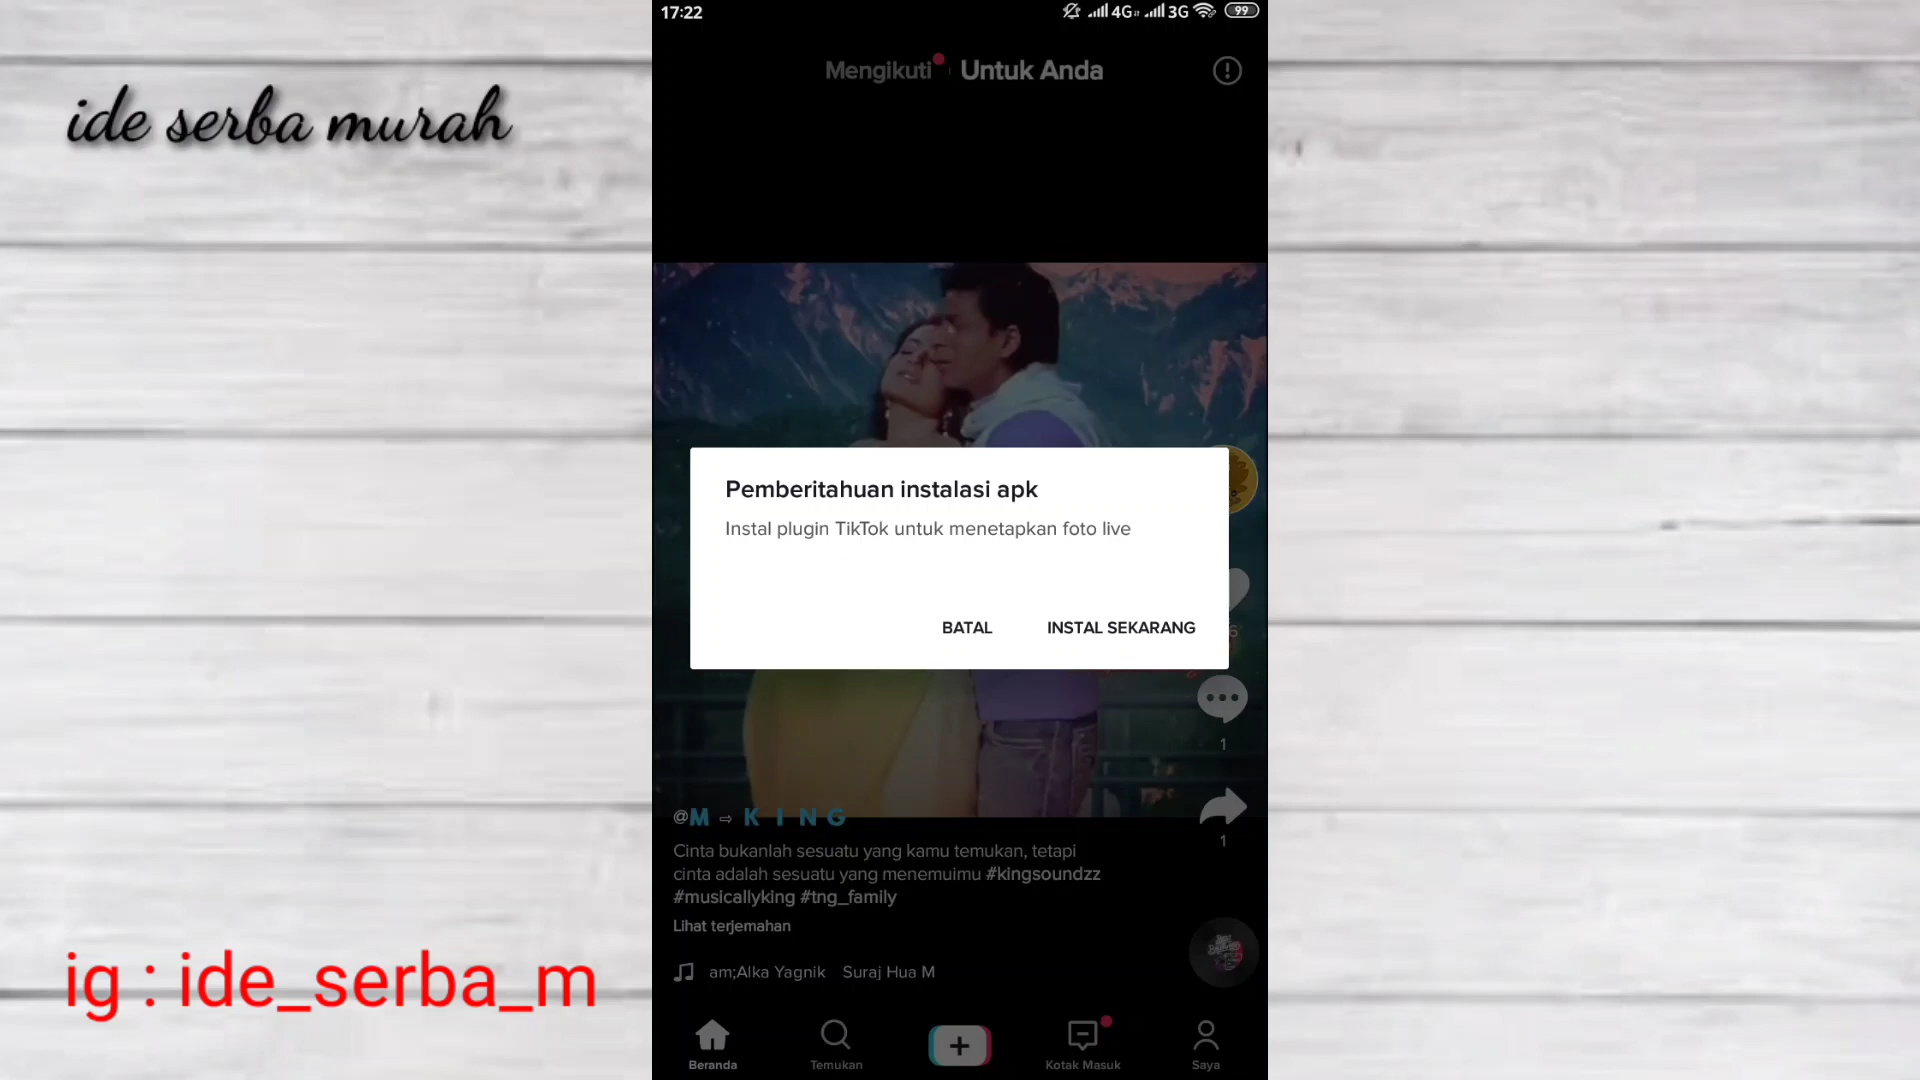 17:22
4G 3G 99
Mengikuti Untuk Anda
ide serba murah
Pemberitahuan instalasi apk
Instal plugin TikTok untuk menetapkan foto live
BATAL INSTAL SEKARANG
1
1
@M ⇨ K I N G
Cinta bukanlah sesuatu yang kamu temukan, tetapi
cinta adalah sesuatu yang menemuimu #kingsoundzz
#musicallyking #tng_family
Lihat terjemahan
am;Alka Yagnik Suraj Hua M
ig : ide_serba_m
Beranda Temukan Kotak Masuk Saya